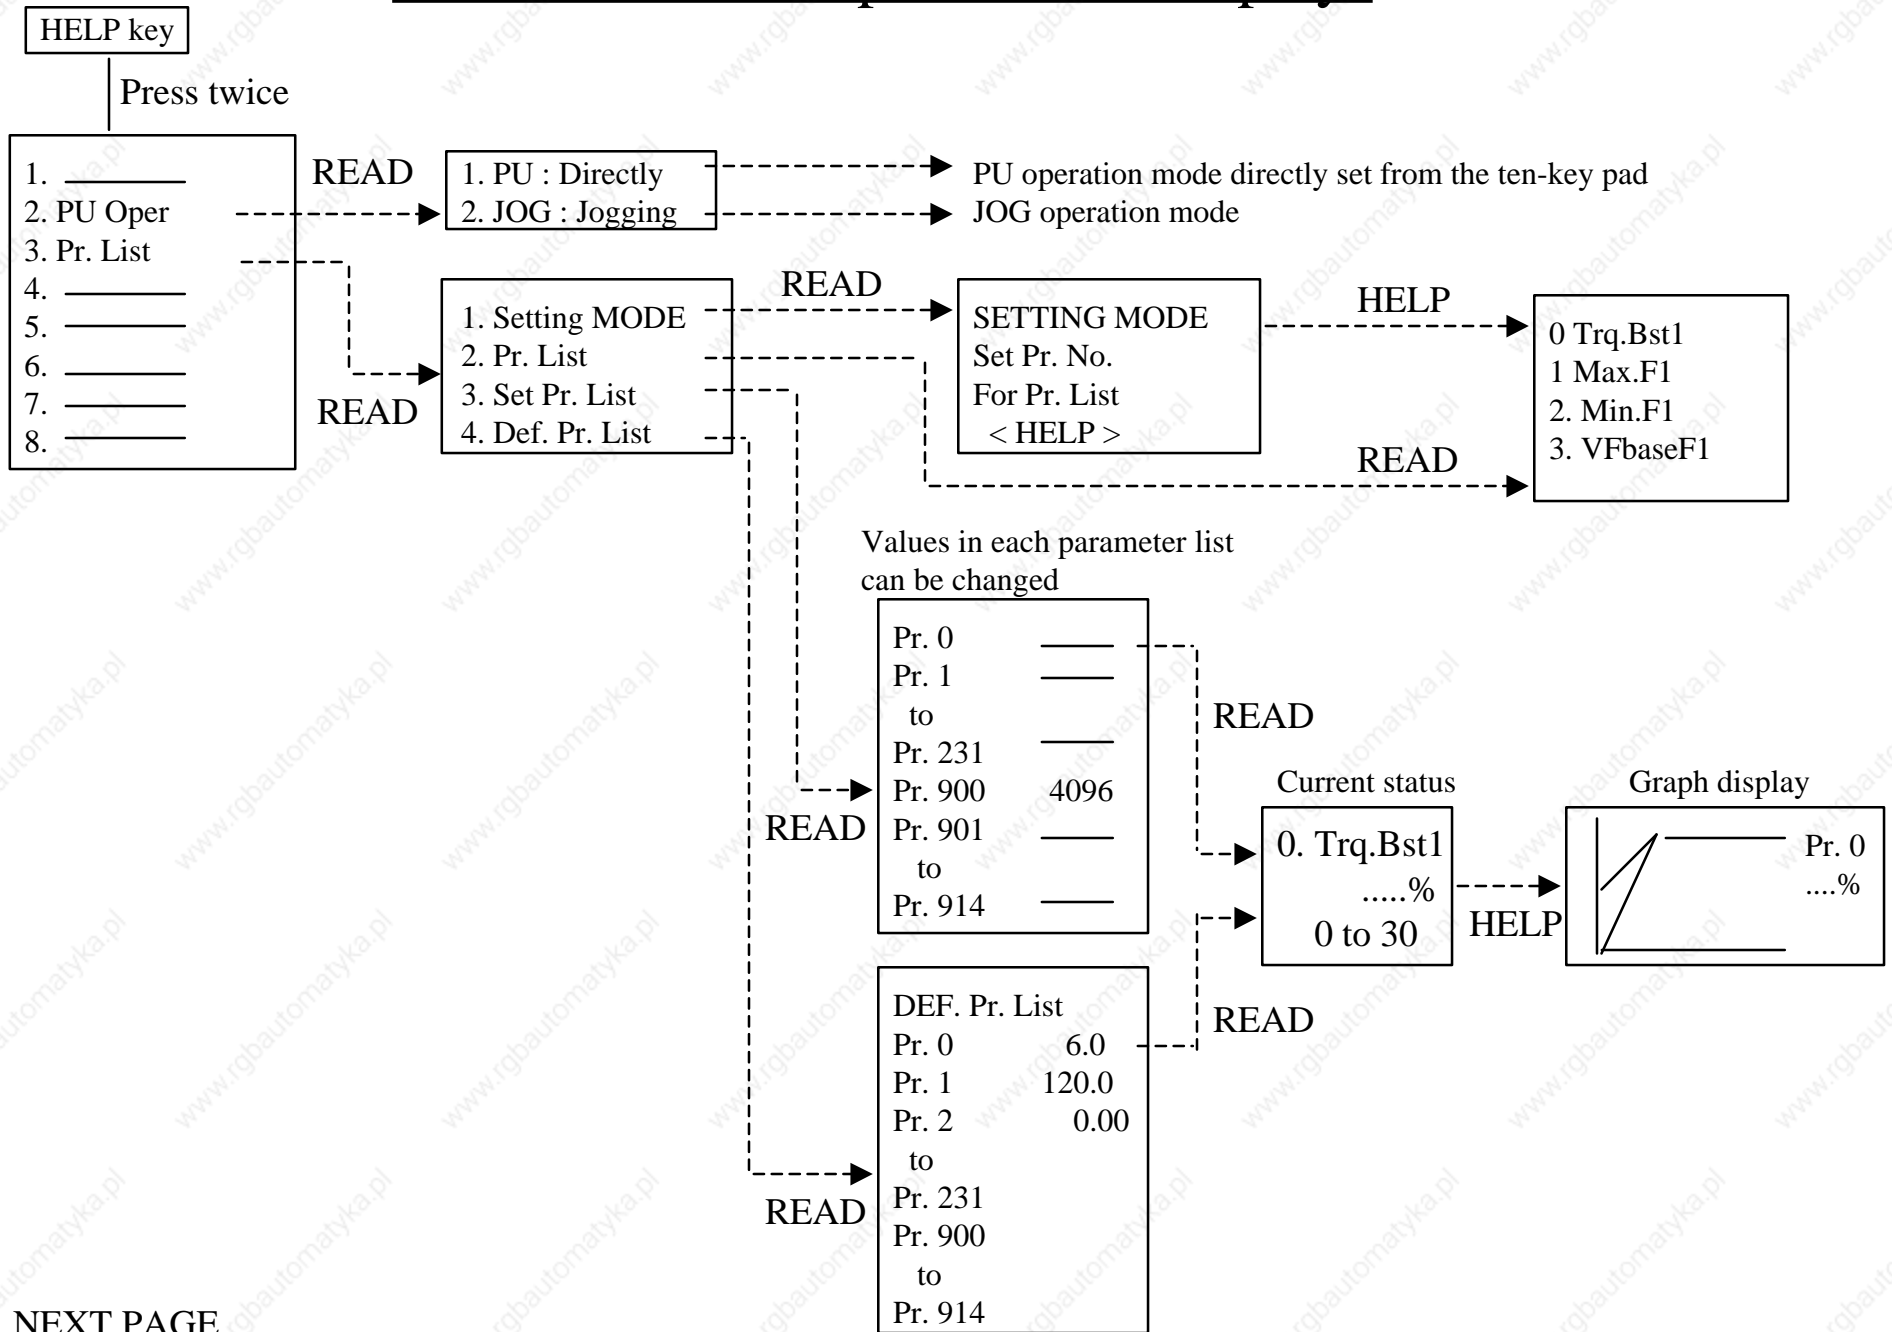 HELP key
Press twice
1.
2. PU Oper
3. Pr. List
4.
5.
6.
7.
8.
READ
1. PU : Directly
2. JOG : Jogging
PU operation mode directly set from the ten-key pad
JOG operation mode
READ
1. Setting MODE
2. Pr. List
3. Set Pr. List
4. Def. Pr. List
READ
SETTING MODE
Set Pr. No.
For Pr. List
< HELP >
HELP
READ
0 Trq.Bst1
1 Max.F1
2. Min.F1
3. VFbaseF1
Values in each parameter list
can be changed
READ
Pr. 0
Pr. 1
to
Pr. 231
Pr. 900 4096
Pr. 901
to
Pr. 914
READ
Current status
0. Trq.Bst1
.....%
0 to 30
HELP
Graph display
Pr. 0
....%
READ
DEF. Pr. List
Pr. 0 6.0
Pr. 1 120.0
Pr. 2 0.00
to
Pr. 231
Pr. 900
to
Pr. 914
READ
NEXT PAGE
www.rgbautomatyka.pl